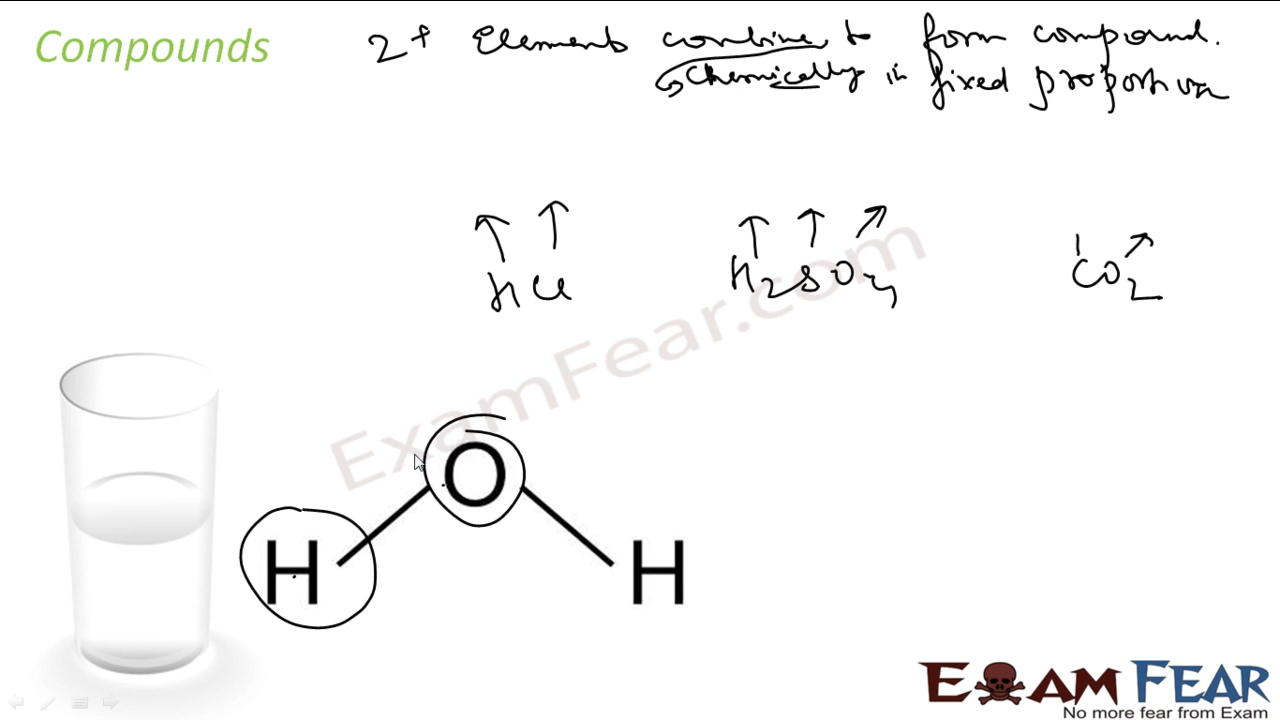 Compounds
2+ Elements combine to form compound.
Chemically in fixed proportion
HCl H2SO4 CO2
ExamFear.com
O
H H
EXAM FEAR
No more fear from Exam